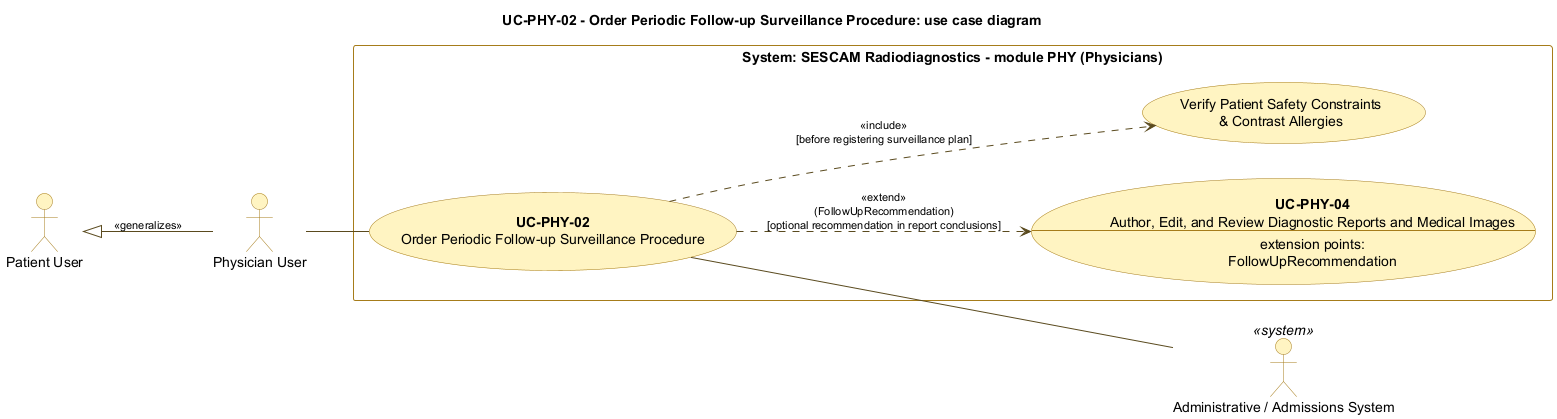 UC-PHY-02 - Order Periodic Follow-up Surveillance Procedure: use case diagram
System: SESCAM Radiodiagnostics - module PHY (Physicians)
Verify Patient Safety Constraints
& Contrast Allergies
«include»
[before registering surveillance plan]
«extend»
(FollowUpRecommendation)
[optional recommendation in report conclusions]
UC-PHY-04
Author, Edit, and Review Diagnostic Reports and Medical Images
extension points:
FollowUpRecommendation
UC-PHY-02
Order Periodic Follow-up Surveillance Procedure
«generalizes»
Patient User
Physician User
«system»
Administrative / Admissions System